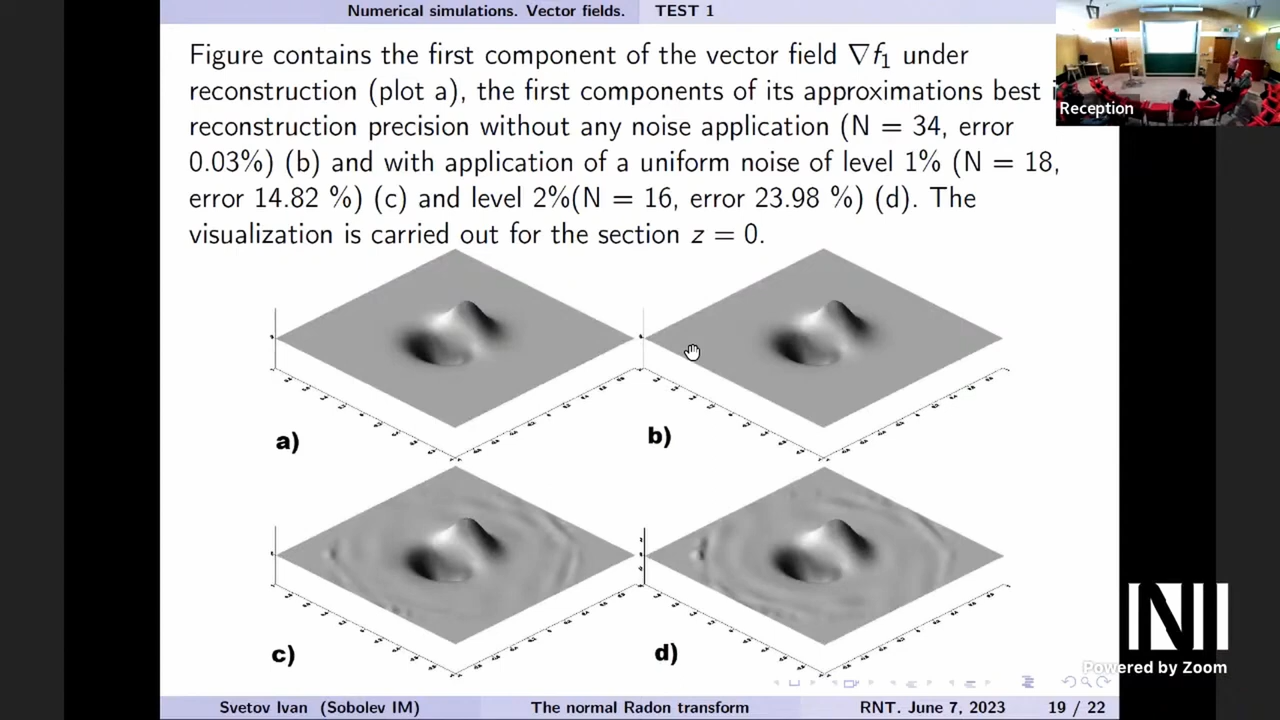 Numerical simulations. Vector fields. TEST 1
Figure contains the first component of the vector field ∇f₁ under
reconstruction (plot a), the first components of its approximations best
reconstruction precision without any noise application (N = 34, error
0.03%) (b) and with application of a uniform noise of level 1% (N = 18,
error 14.82 %) (c) and level 2%(N = 16, error 23.98 %) (d). The
visualization is carried out for the section z = 0.
Reception
a)
b)
c)
d)
Powered by Zoom
Svetov Ivan (Sobolev IM) The normal Radon transform RNT. June 7, 2023 19 / 22